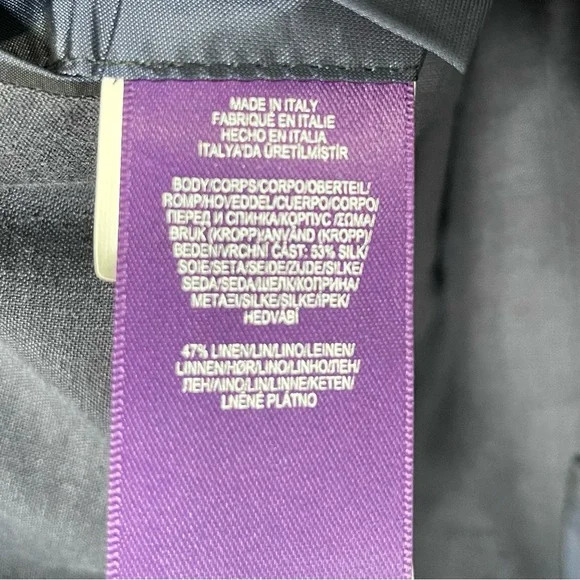 MADE IN ITALY
FABRIQUÉ EN ITALIE
HECHO EN ITALIA
İTALYA'DA ÜRETİLMİŞTİR
BODY/CORPS/CORPO/OBERTEIL/
ROMP/HOVEDDEL/CUERPO/CORPO/
ПЕРЕД И СПИНКА/КОРПУС/ΣΩΜΑ/
BRUK (KROPP)/ANVÄND (KROPP)/
BEDEN/VRCHNÍ ČÁST: 53% SILK/
SOIE/SETA/SEIDE/ZIJDE/SILKE/
SEDA/SEDA/ШЕЛК/КОПРИНА/
ΜΕΤΑΞΙ/SILKE/SILKE/İPEK/
HEDVÁBÍ
47% LINEN/LIN/LINO/LEINEN/
LINNEN/HØR/LINO/LINHO/ЛЕН/
ЛЕН/ΛΙΝΟ/LIN/LINNE/KETEN/
LNĚNÉ PLÁTNO